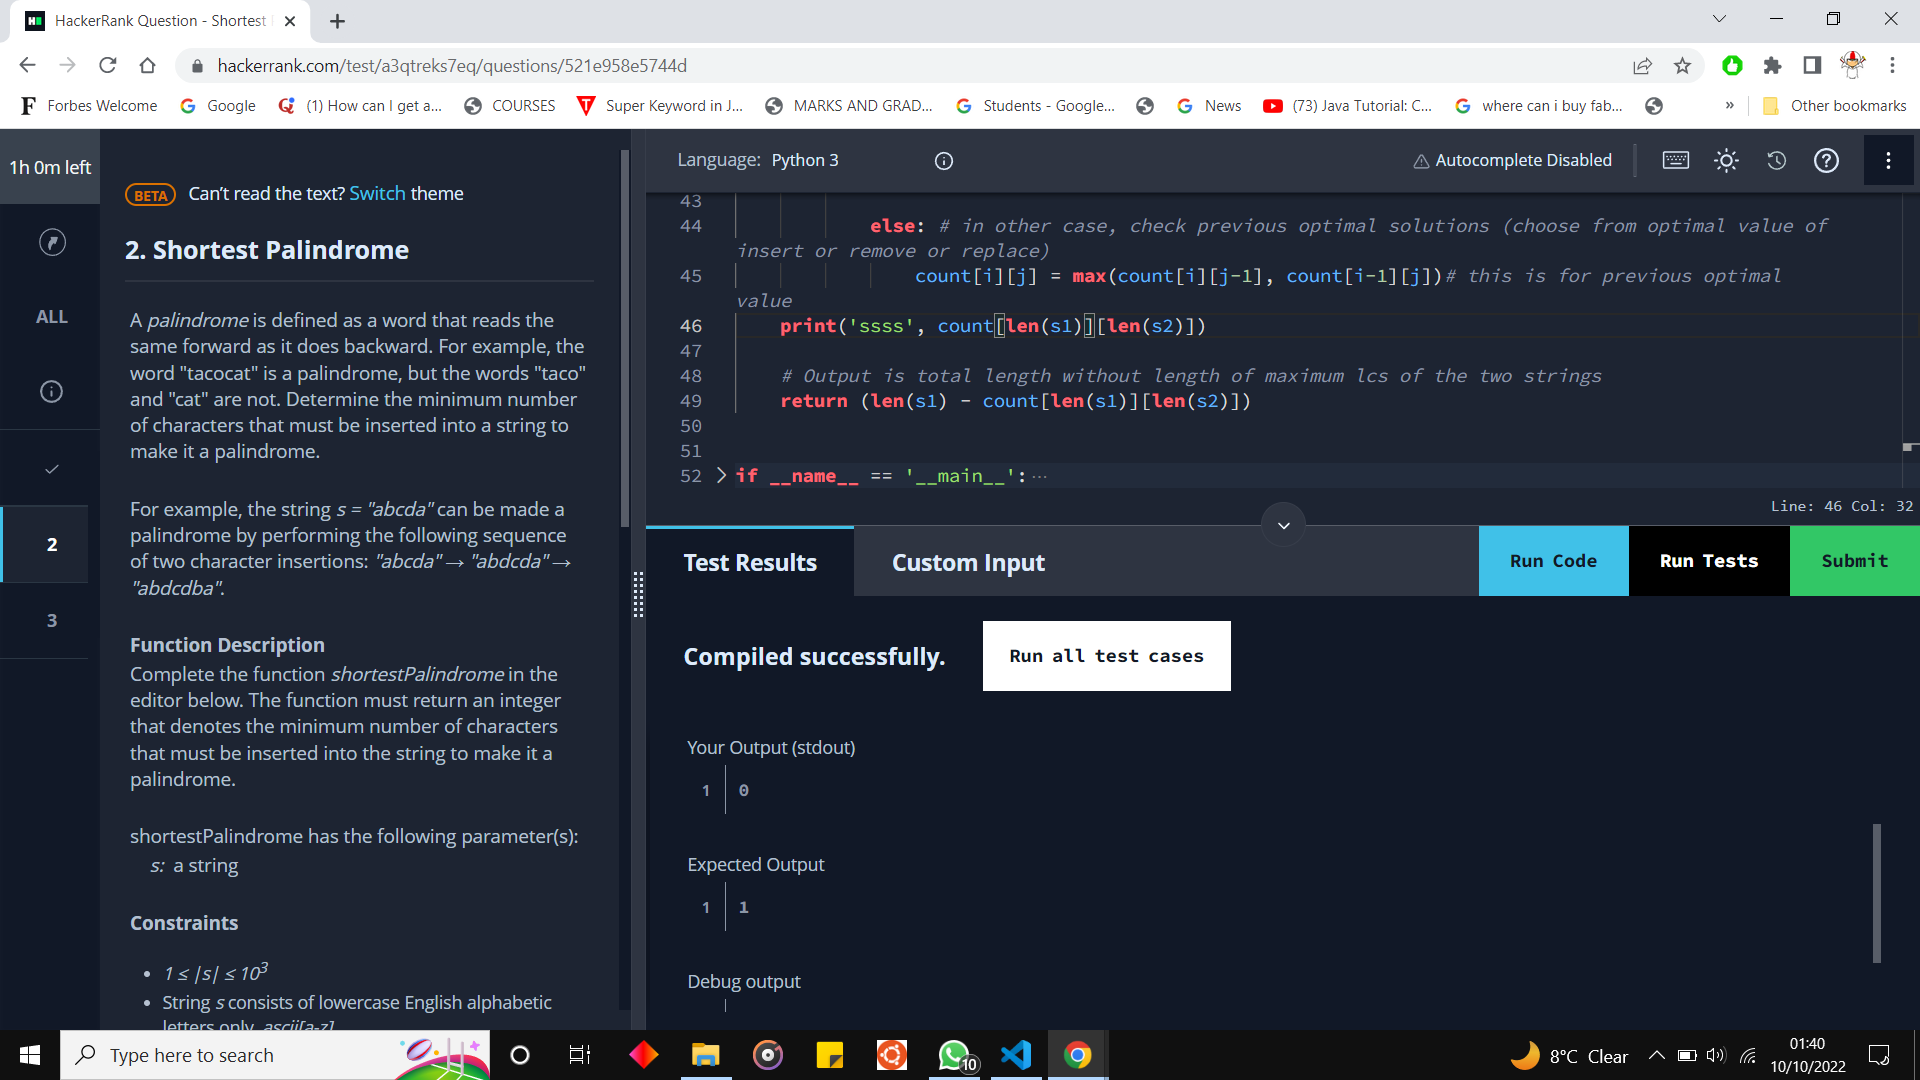 HackerRank Question - Shortest
hackerrank.com/test/a3qtreks7eq/questions/521e958e5744d
Forbes Welcome
Google
(1) How can I get a...
COURSES
Super Keyword in J...
MARKS AND GRAD...
Students - Google...
News
(73) Java Tutorial: C...
where can i buy fab...
»
Other bookmarks
1h 0m left
ALL
2
3
BETA Can't read the text? Switch theme
2. Shortest Palindrome
A palindrome is defined as a word that reads the
same forward as it does backward. For example, the
word "tacocat" is a palindrome, but the words "taco"
and "cat" are not. Determine the minimum number
of characters that must be inserted into a string to
make it a palindrome.
For example, the string s = "abcda" can be made a
palindrome by performing the following sequence
of two character insertions: "abcda" → "abdcda" →
"abdcdba".
Function Description
Complete the function shortestPalindrome in the
editor below. The function must return an integer
that denotes the minimum number of characters
that must be inserted into the string to make it a
palindrome.
shortestPalindrome has the following parameter(s):
s: a string
Constraints
• 1 ≤ |s| ≤ 10³
• String s consists of lowercase English alphabetic
letters only, ascii[a-z]
Language: Python 3
Autocomplete Disabled
43
44 else: # in other case, check previous optimal solutions (choose from optimal value of
insert or remove or replace)
45 count[i][j] = max(count[i][j-1], count[i-1][j])# this is for previous optimal
value
46 print('ssss', count[len(s1)][len(s2)])
47
48 # Output is total length without length of maximum lcs of the two strings
49 return (len(s1) - count[len(s1)][len(s2)])
50
51
52 if __name__ == '__main__':...
Line: 46 Col: 32
Test Results
Custom Input
Run Code
Run Tests
Submit
Compiled successfully.
Run all test cases
Your Output (stdout)
1 0
Expected Output
1 1
Debug output
Type here to search
10
8°C Clear
01:40
10/10/2022